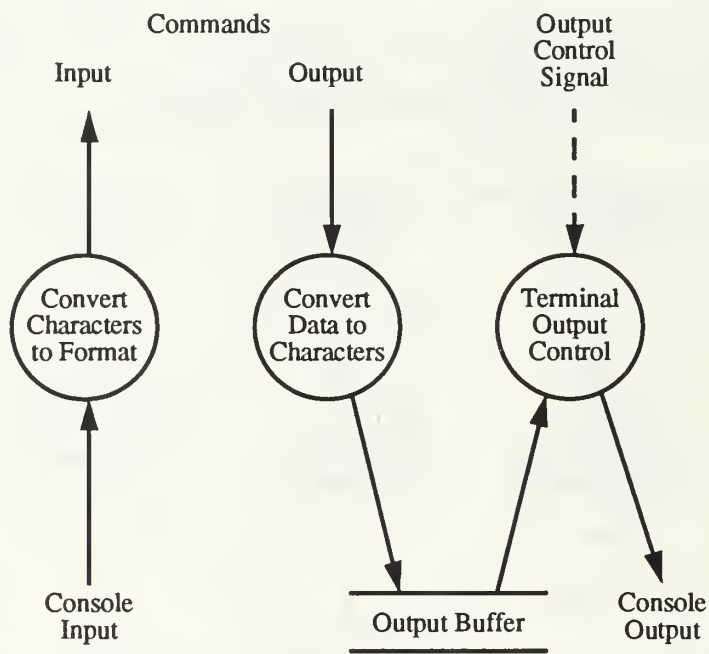 Commands
Input
Output
Output
Control
Signal
Convert
Characters
to Format
Convert
Data to
Characters
Terminal
Output
Control
Console
Input
Output Buffer
Console
Output